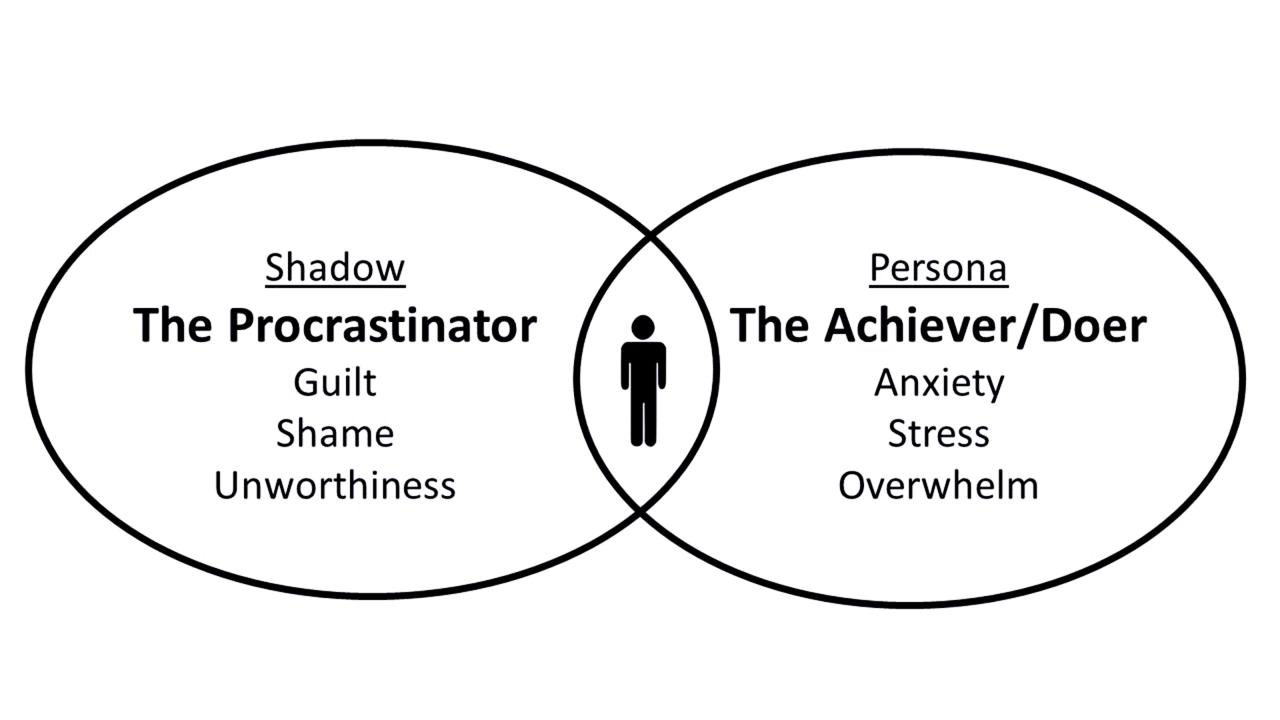 Shadow
The Procrastinator
Guilt
Shame
Unworthiness
Persona
The Achiever/Doer
Anxiety
Stress
Overwhelm